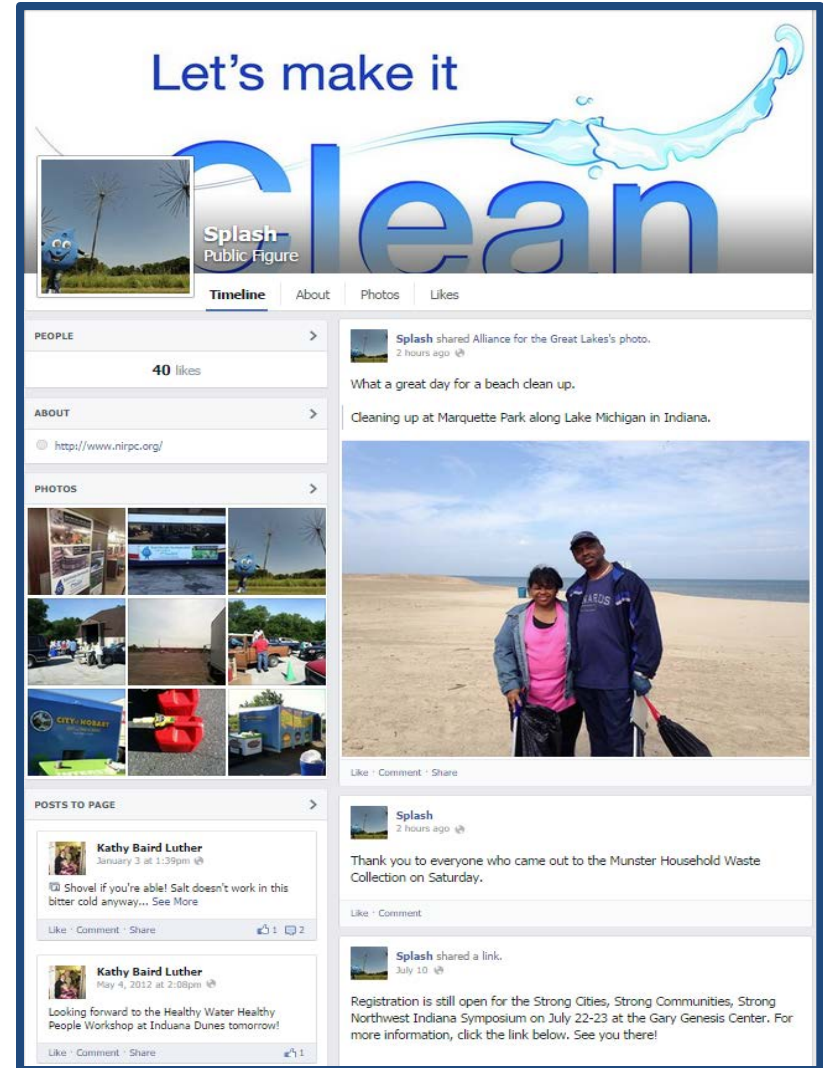 Let's make it
Clean
Splash
Public Figure
Timeline
About
Photos
Likes
PEOPLE
40 likes
ABOUT
http://www.nirpc.org/
PHOTOS
CITY of HOBART
POSTS TO PAGE
Kathy Baird Luther
January 3 at 1:39pm
Shovel if you're able! Salt doesn't work in this
bitter cold anyway... See More
Like · Comment · Share
1
2
Kathy Baird Luther
May 4, 2012 at 2:08pm
Looking forward to the Healthy Water Healthy
People Workshop at Induana Dunes tomorrow!
Like · Comment · Share
1
Splash shared Alliance for the Great Lakes's photo.
2 hours ago
What a great day for a beach clean up.
Cleaning up at Marquette Park along Lake Michigan in Indiana.
Like · Comment · Share
Splash
2 hours ago
Thank you to everyone who came out to the Munster Household Waste
Collection on Saturday.
Like · Comment
Splash shared a link.
July 10
Registration is still open for the Strong Cities, Strong Communities, Strong
Northwest Indiana Symposium on July 22-23 at the Gary Genesis Center. For
more information, click the link below. See you there!